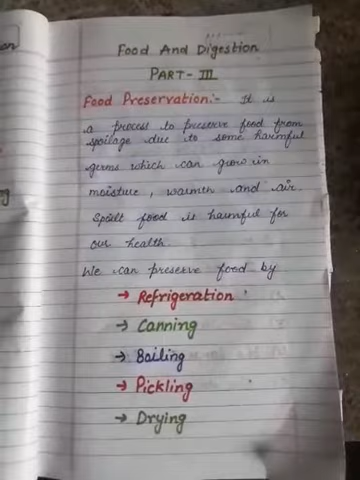 Food And Digestion
PART-III
Food Preservation:- It is
a process to preserve food from
spoilage due to some harmful
germs which can grow in
moisture, warmth and air.
Spoilt food is harmful for
our health.
We can preserve food by
→ Refrigeration
→ Canning
→ Boiling
→ Pickling
→ Drying